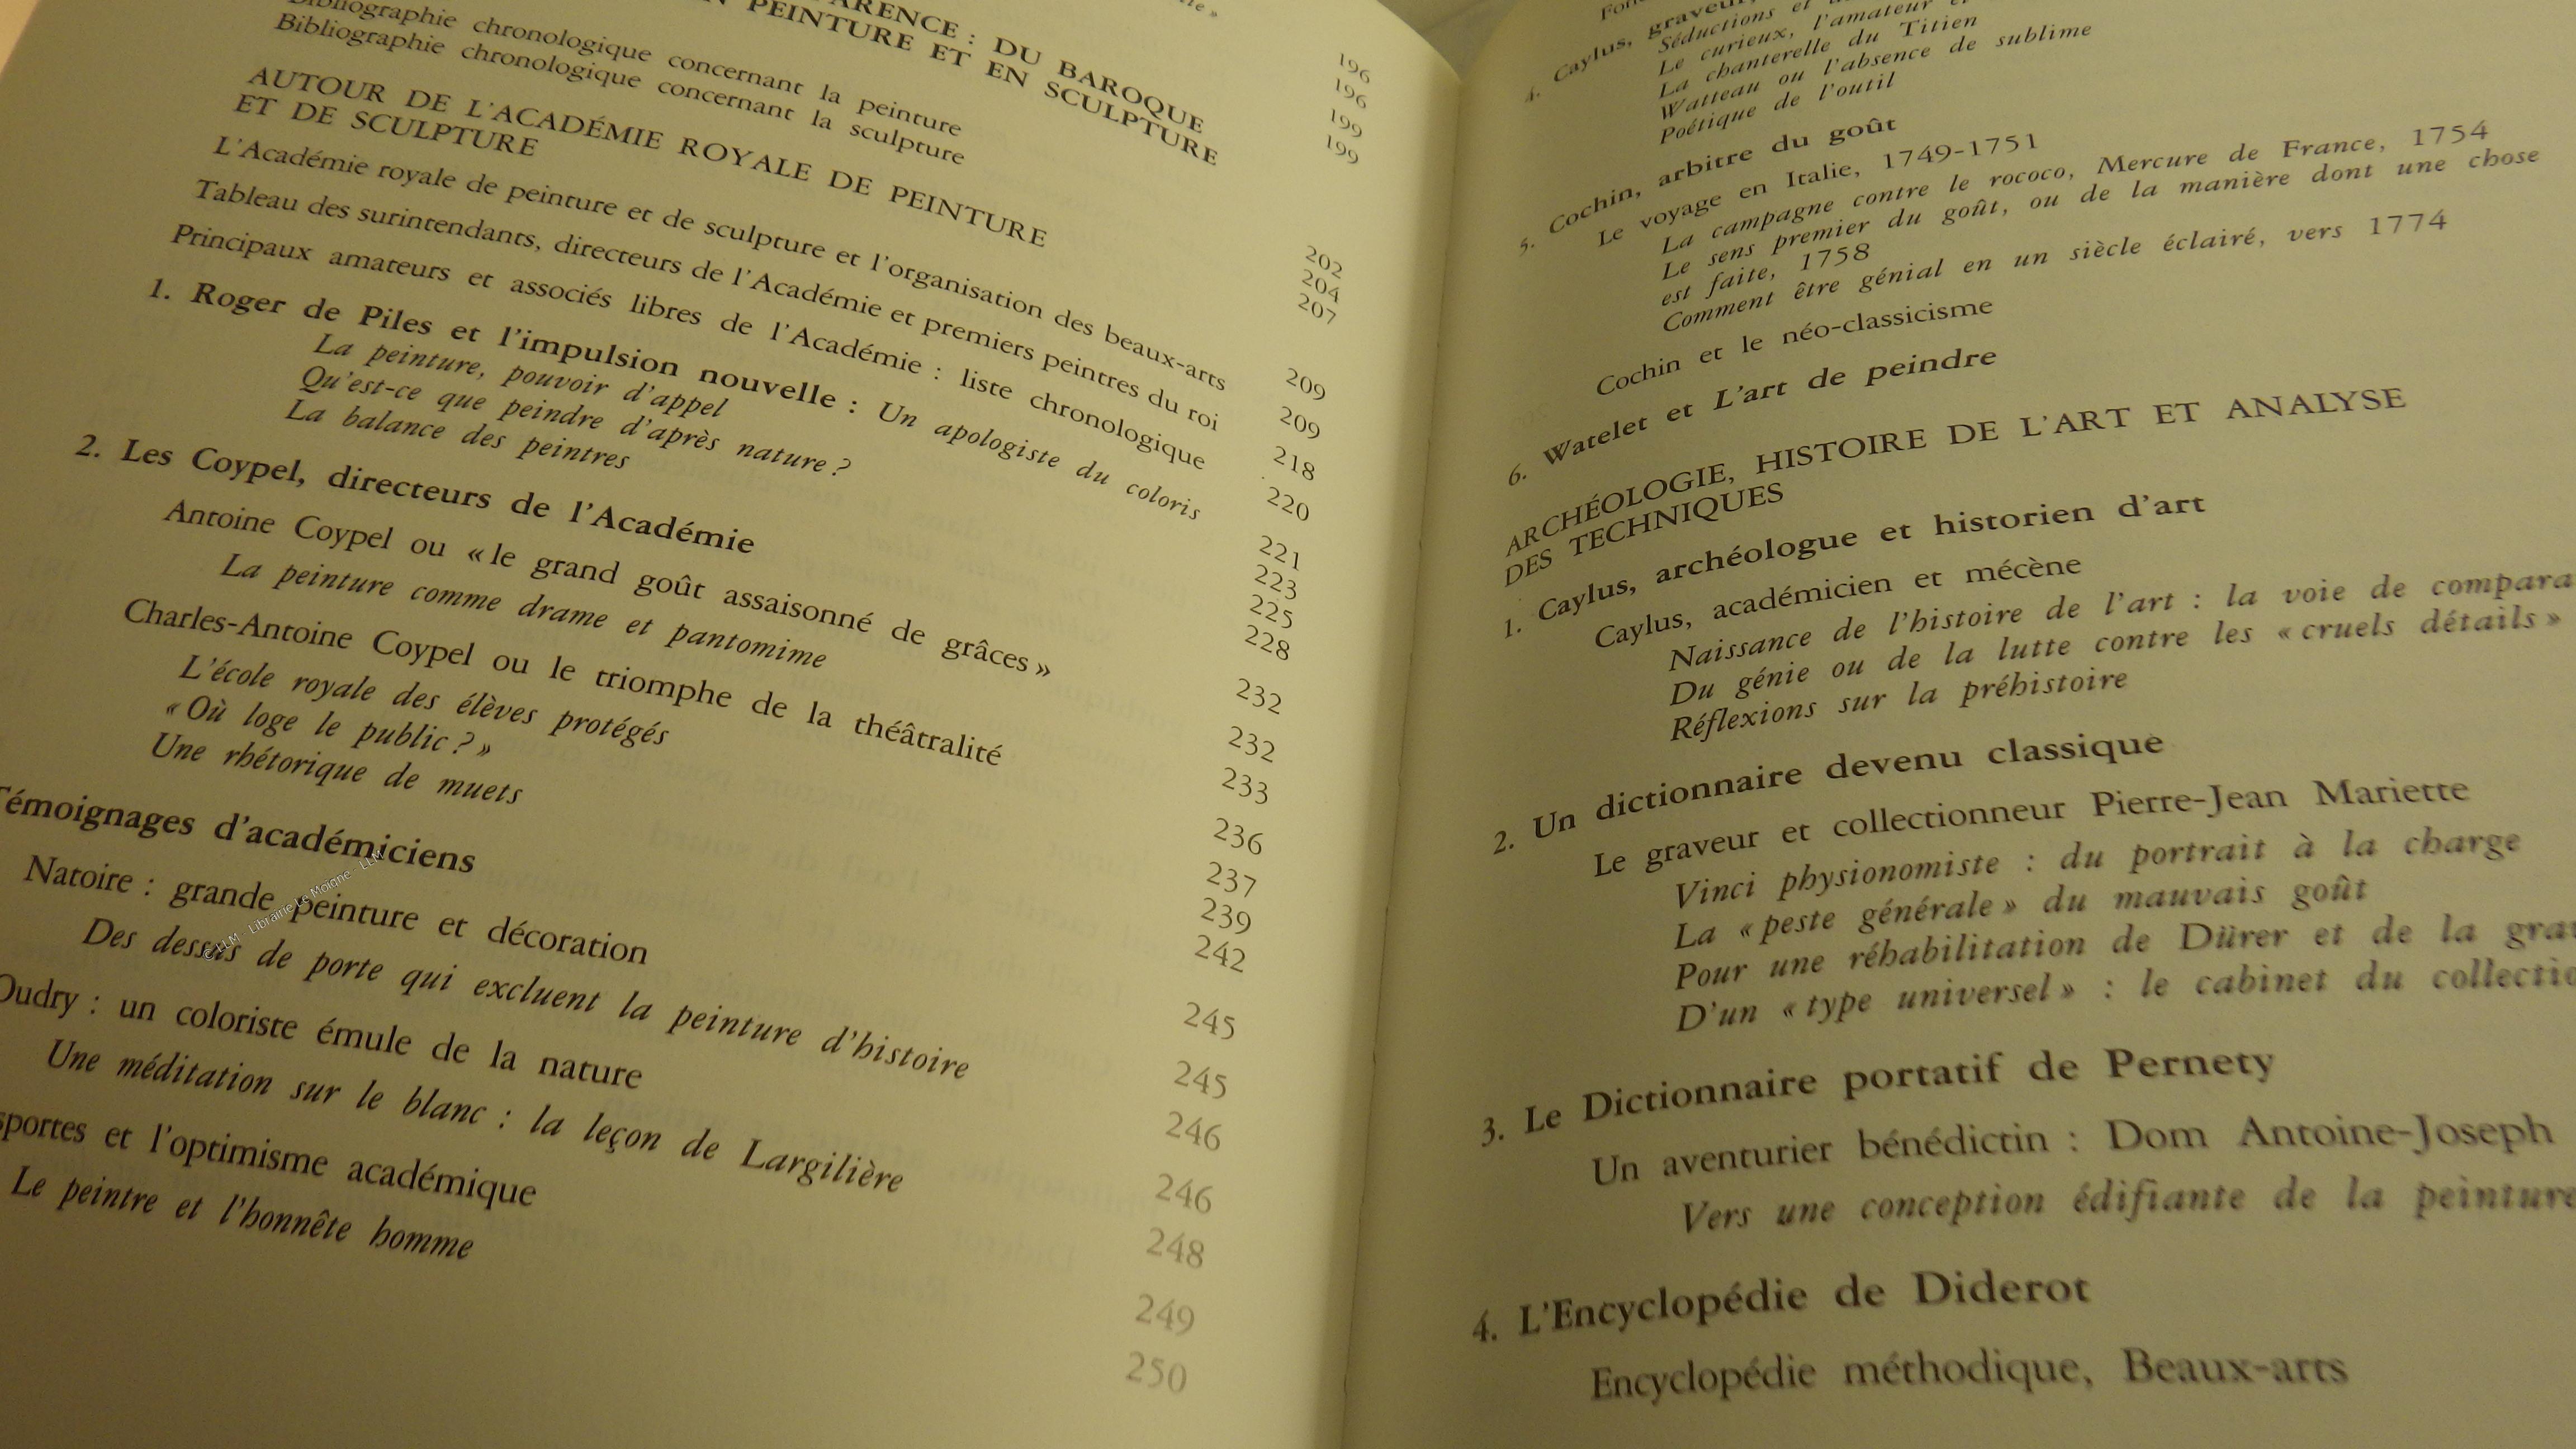 DU BAROQUE
PEINTURE ET EN SCULPTURE
Bibliographie chronologique concernant la peinture
Bibliographie chronologique concernant la sculpture
AUTOUR DE L'ACADÉMIE ROYALE DE PEINTURE
ET DE SCULPTURE
L'Académie royale de peinture et de sculpture et l'organisation des beaux-arts
Tableau des surintendants, directeurs de l'Académie et premiers peintres du roi
Principaux amateurs et associés libres de l'Académie : liste chronologique
1. Roger de Piles et l'impulsion nouvelle : Un apologiste du coloris
La peinture, pouvoir d'appel
Qu'est-ce que peindre d'après nature ?
La balance des peintres
2. Les Coypel, directeurs de l'Académie
Antoine Coypel ou « le grand goût assaisonné de grâces »
La peinture comme drame et pantomime
Charles-Antoine Coypel ou le triomphe de la théâtralité
L'école royale des élèves protégés
« Où loge le public ? »
Une rhétorique de muets
Témoignages d'académiciens
Natoire : grande peinture et décoration
Des dessus de porte qui excluent la peinture d'histoire
Oudry : un coloriste émule de la nature
Une méditation sur le blanc : la leçon de Largilière
sportes et l'optimisme académique
Le peintre et l'honnête homme
196
196
199
199
202
204
207
209
209
218
220
221
223
225
228
232
232
233
236
237
239
242
245
245
246
246
248
249
250
© LLM - Librairie Le Moigne - LLM
4. Caylus, graveur,
Séductions et
Le curieux, l'amateur
La chanterelle du Titien
Watteau ou l'absence de sublime
Poétique de l'outil
5. Cochin, arbitre du goût
Le voyage en Italie, 1749-1751
La campagne contre le rococo, Mercure de France, 1754
Le sens premier du goût, ou de la manière dont une chose
est faite, 1758
Comment être génial en un siècle éclairé, vers 1774
Cochin et le néo-classicisme
6. Watelet et L'art de peindre
ARCHÉOLOGIE, HISTOIRE DE L'ART ET ANALYSE
DES TECHNIQUES
1. Caylus, archéologue et historien d'art
Caylus, académicien et mécène
Naissance de l'histoire de l'art : la voie de compara
Du génie ou de la lutte contre les « cruels détails »
Réflexions sur la préhistoire
2. Un dictionnaire devenu classique
Le graveur et collectionneur Pierre-Jean Mariette
Vinci physionomiste : du portrait à la charge
La « peste générale » du mauvais goût
Pour une réhabilitation de Dürer et de la grav
D'un « type universel » : le cabinet du collectio
3. Le Dictionnaire portatif de Pernety
Un aventurier bénédictin : Dom Antoine-Joseph
Vers une conception édifiante de la peinture
4. L'Encyclopédie de Diderot
Encyclopédie méthodique, Beaux-arts